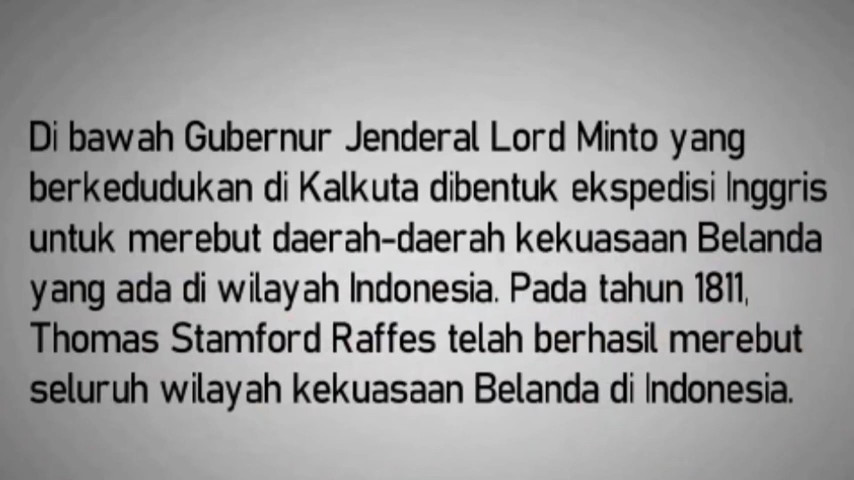 Di bawah Gubernur Jenderal Lord Minto yang
berkedudukan di Kalkuta dibentuk ekspedisi Inggris
untuk merebut daerah-daerah kekuasaan Belanda
yang ada di wilayah Indonesia. Pada tahun 1811,
Thomas Stamford Raffes telah berhasil merebut
seluruh wilayah kekuasaan Belanda di Indonesia.